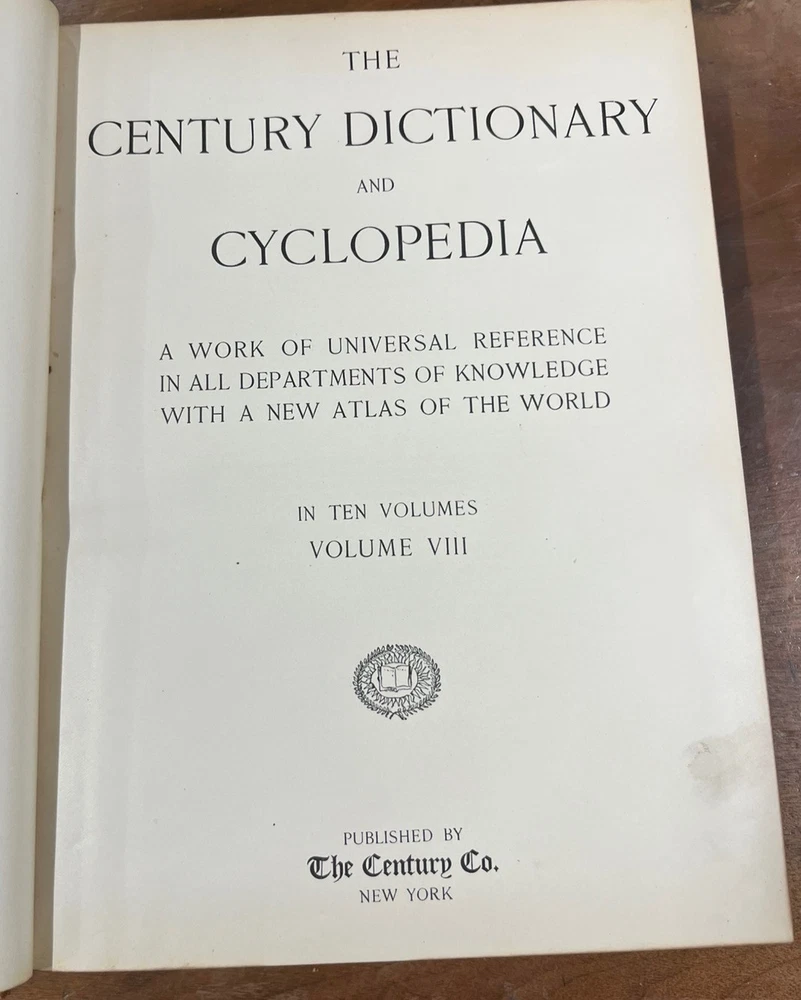 THE
CENTURY DICTIONARY
AND
CYCLOPEDIA
A WORK OF UNIVERSAL REFERENCE
IN ALL DEPARTMENTS OF KNOWLEDGE
WITH A NEW ATLAS OF THE WORLD
IN TEN VOLUMES
VOLUME VIII
PUBLISHED BY
The Century Co.
NEW YORK